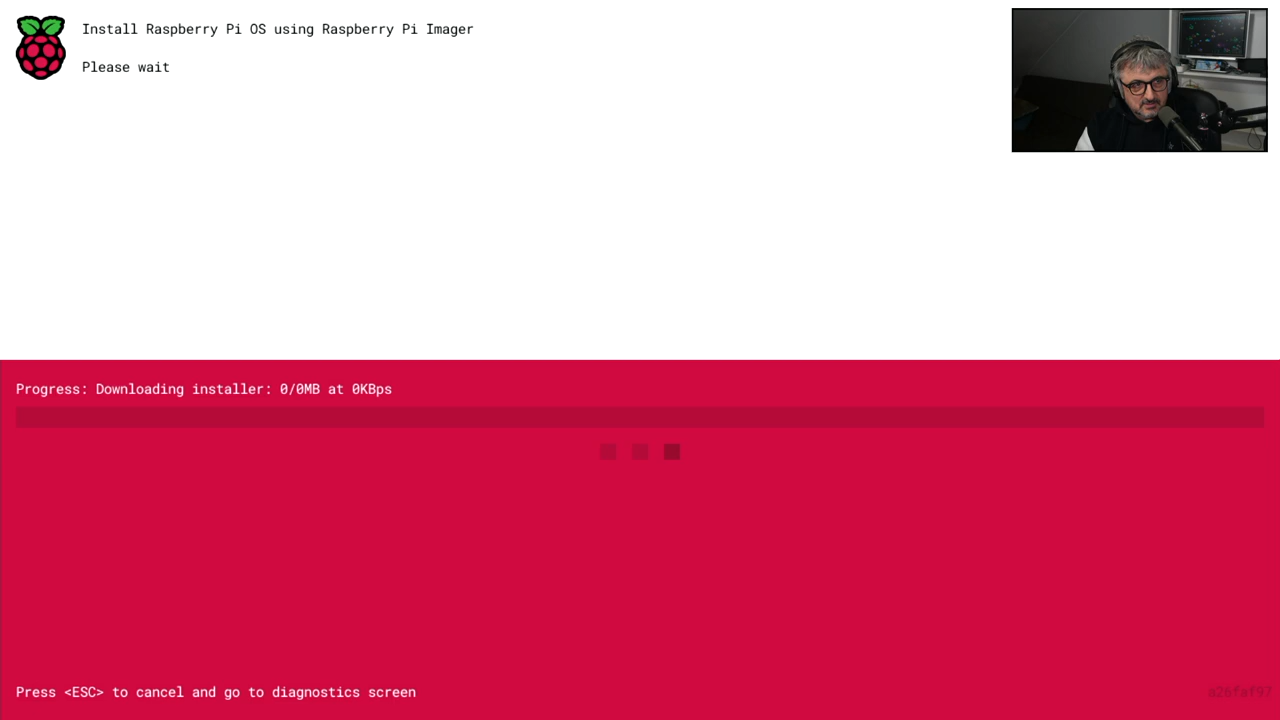 Install Raspberry Pi OS using Raspberry Pi Imager
Please wait
Progress: Downloading installer: 0/0MB at 0KBps
Press <ESC> to cancel and go to diagnostics screen
a26faf97